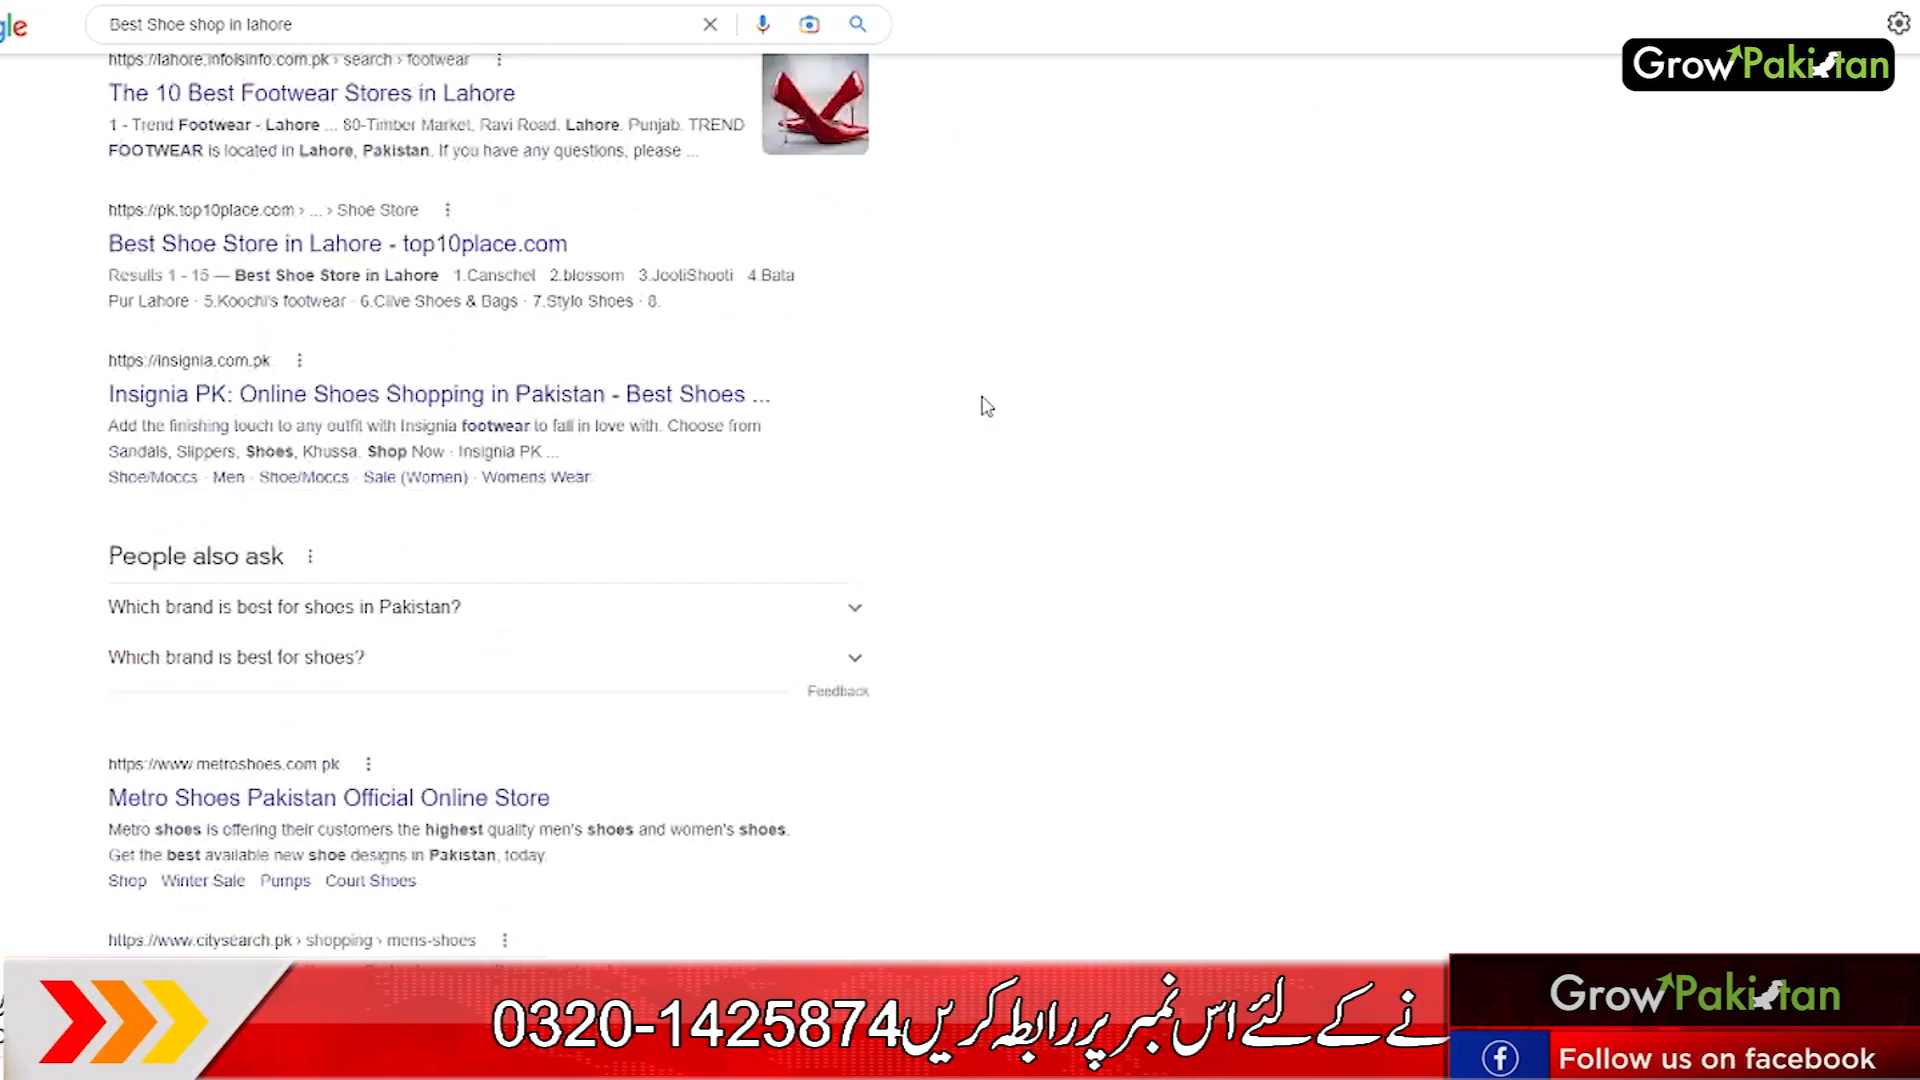 gle
Best Shoe shop in lahore
GrowPakistan
https://lahore.infoisinfo.com.pk › search › footwear
The 10 Best Footwear Stores in Lahore
1 - Trend Footwear - Lahore ... 80-Timber Market, Ravi Road. Lahore. Punjab. TREND
FOOTWEAR is located in Lahore, Pakistan. If you have any questions, please ...
https://pk.top10place.com › ... › Shoe Store
Best Shoe Store in Lahore - top10place.com
Results 1 - 15 — Best Shoe Store in Lahore 1.Canschel 2.blossom 3.JootiShooti 4.Bata
Pur Lahore · 5.Koochi's footwear · 6.Clive Shoes & Bags · 7.Stylo Shoes · 8.
https://insignia.com.pk
Insignia PK: Online Shoes Shopping in Pakistan - Best Shoes ...
Add the finishing touch to any outfit with Insignia footwear to fall in love with. Choose from
Sandals, Slippers, Shoes, Khussa. Shop Now · Insignia PK ...
Shoe/Moccs · Men · Shoe/Moccs · Sale (Women) · Womens Wear
People also ask
Which brand is best for shoes in Pakistan?
Which brand is best for shoes?
Feedback
https://www.metroshoes.com.pk
Metro Shoes Pakistan Official Online Store
Metro shoes is offering their customers the highest quality men's shoes and women's shoes.
Get the best available new shoe designs in Pakistan, today.
Shop Winter Sale Pumps Court Shoes
https://www.citysearch.pk › shopping › mens-shoes
نے کے لئے اس نمبر پر رابطہ کریں 0320-1425874
GrowPakistan
Follow us on facebook